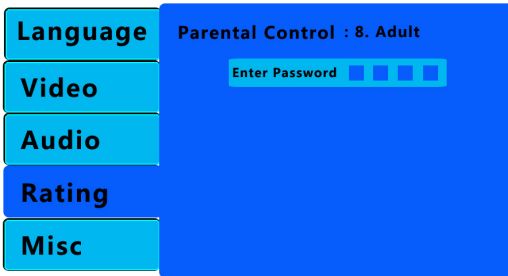 Language
Video
Audio
Rating
Misc
Parental Control : 8. Adult
Enter Password